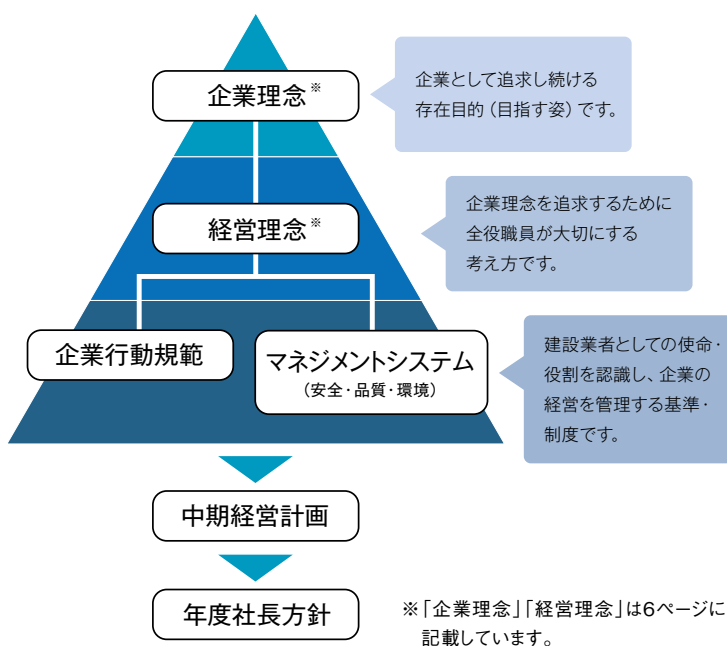 企業理念※
企業として追求し続ける
存在目的(目指す姿)です。
経営理念※
企業理念を追求するために
全役職員が大切にする
考え方です。
企業行動規範
マネジメントシステム
(安全・品質・環境)
建設業者としての使命・
役割を認識し、企業の
経営を管理する基準・
制度です。
中期経営計画
年度社長方針
※「企業理念」「経営理念」は6ページに
記載しています。